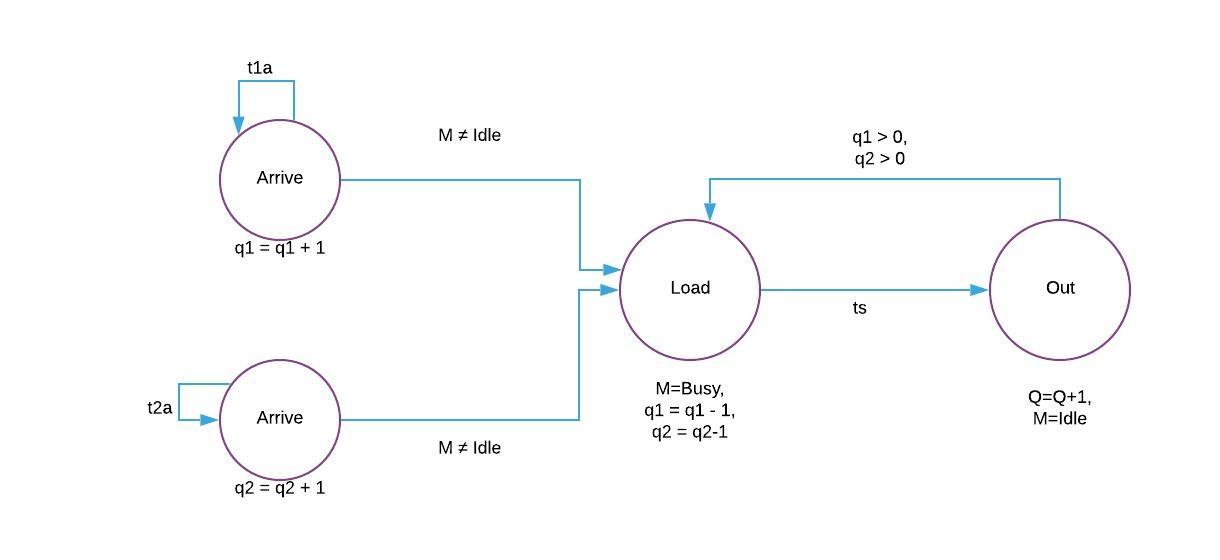 t1a
M ≠ Idle
q1 > 0,
q2 > 0
Arrive
q1 = q1 + 1
Load
Out
ts
M=Busy,
q1 = q1 - 1,
q2 = q2-1
Q=Q+1,
M=Idle
t2a
Arrive
M ≠ Idle
q2 = q2 + 1